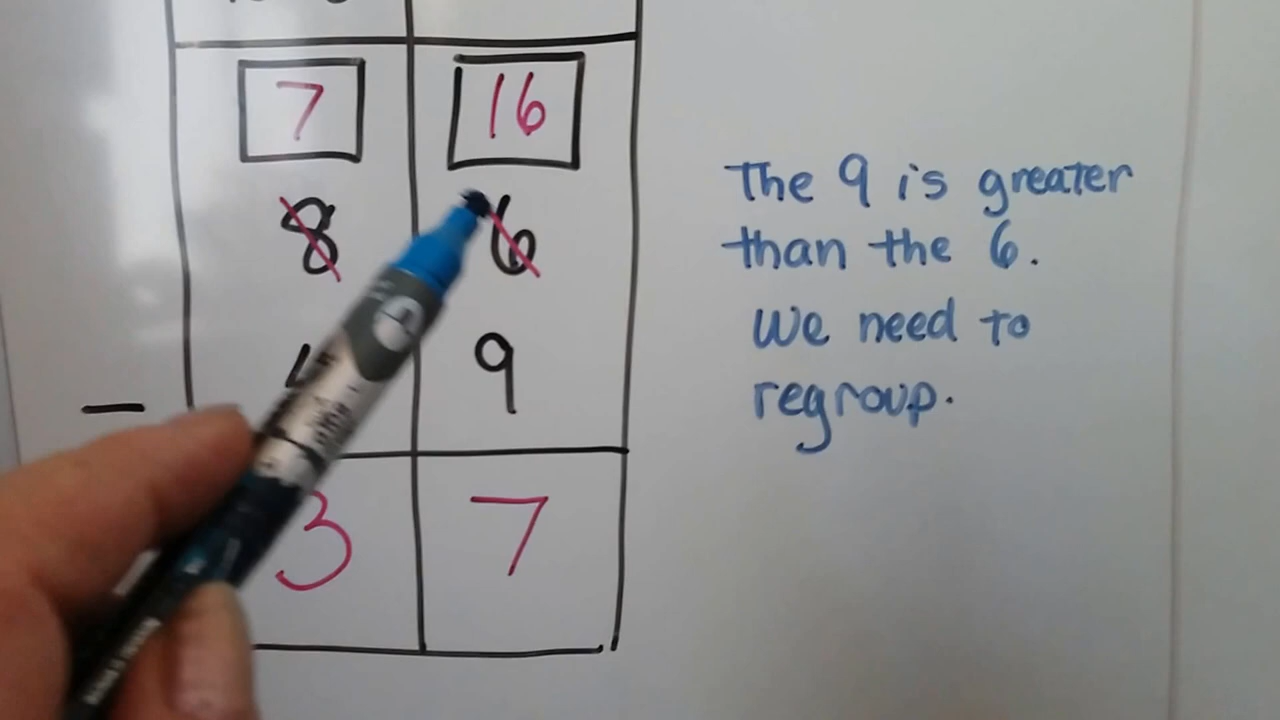 7 16
8 6
9
−
3 7
The 9 is greater
than the 6.
We need to
regroup.